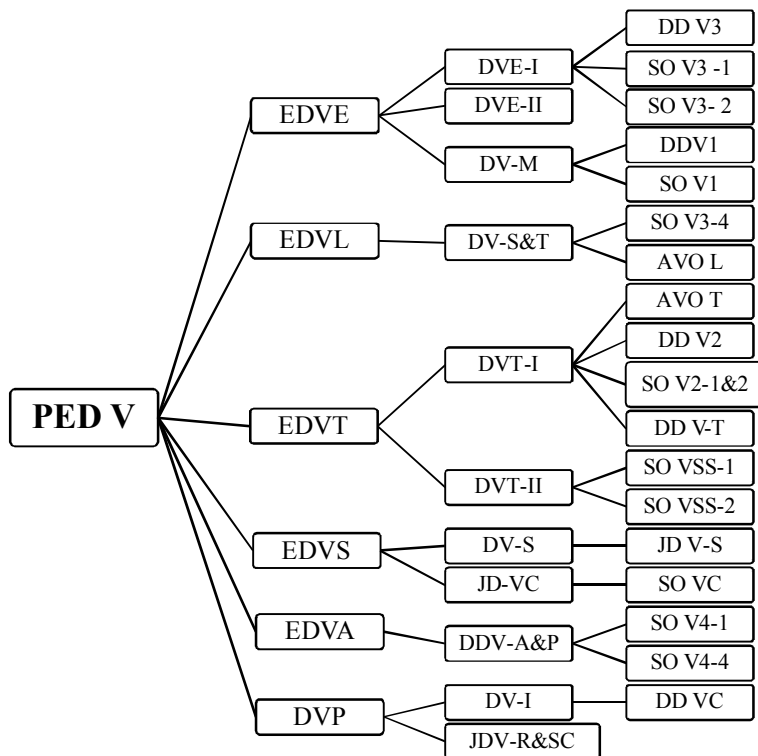 PED V
EDVE
DVE-I
DD V3
SO V3 -1
SO V3- 2
DVE-II
DV-M
DDV1
SO V1
EDVL
DV-S&T
SO V3-4
AVO L
EDVT
DVT-I
AVO T
DD V2
SO V2-1&2
DD V-T
DVT-II
SO VSS-1
SO VSS-2
EDVS
DV-S
JD V-S
JD-VC
SO VC
EDVA
DDV-A&P
SO V4-1
SO V4-4
DVP
DV-I
DD VC
JDV-R&SC